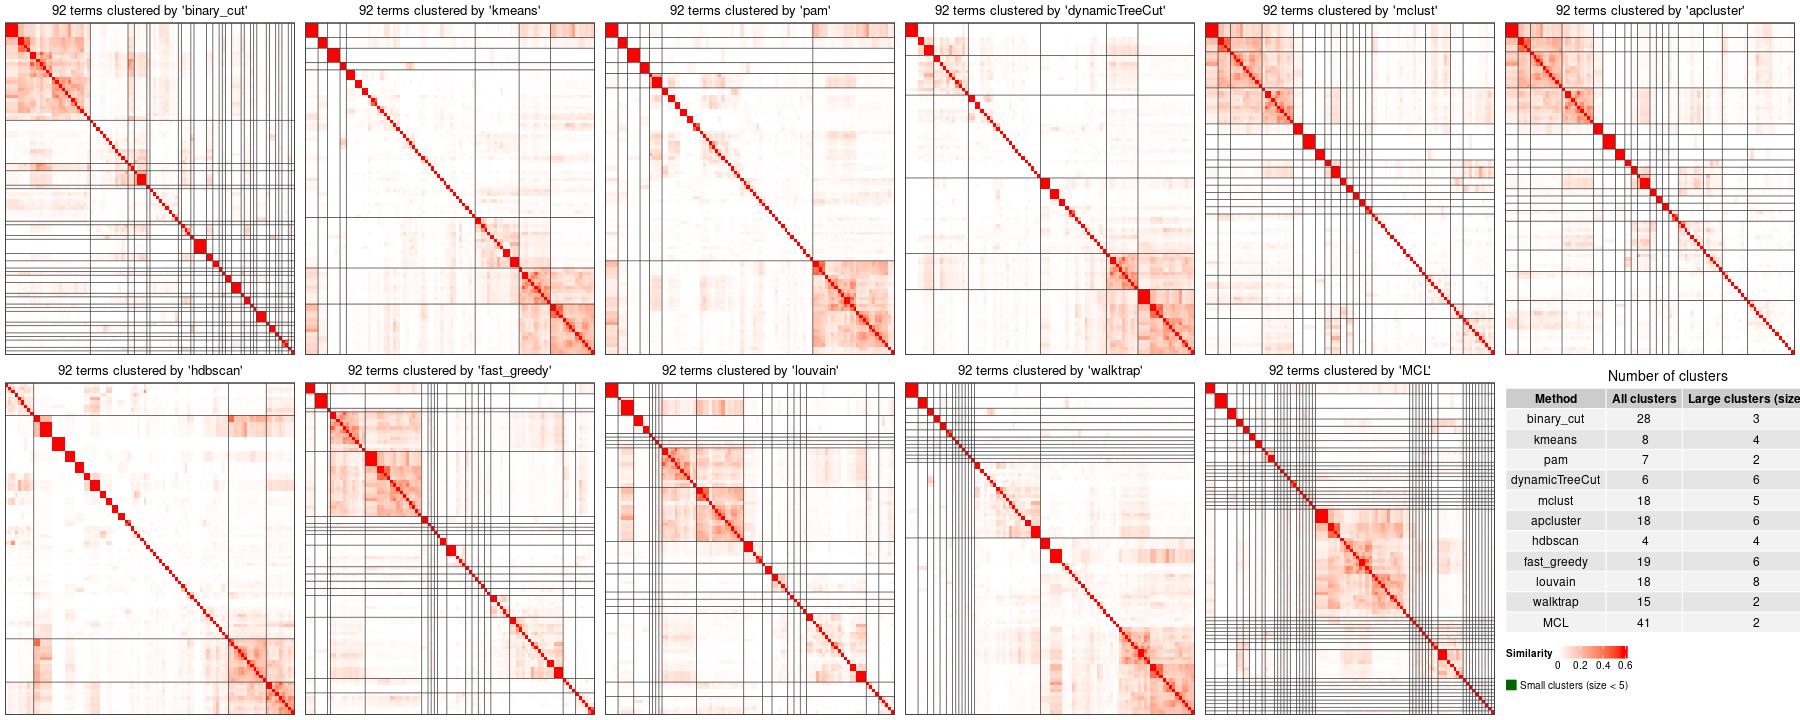 92 terms clustered by 'binary_cut'
92 terms clustered by 'kmeans'
92 terms clustered by 'pam'
92 terms clustered by 'dynamicTreeCut'
92 terms clustered by 'mclust'
92 terms clustered by 'apcluster'
92 terms clustered by 'hdbscan'
92 terms clustered by 'fast_greedy'
92 terms clustered by 'louvain'
92 terms clustered by 'walktrap'
92 terms clustered by 'MCL'
Number of clusters
Method All clusters Large clusters (size
binary_cut 28 3
kmeans 8 4
pam 7 2
dynamicTreeCut 6 6
mclust 18 5
apcluster 18 6
hdbscan 4 4
fast_greedy 19 6
louvain 18 8
walktrap 15 2
MCL 41 2
Similarity
0 0.2 0.4 0.6
Small clusters (size < 5)